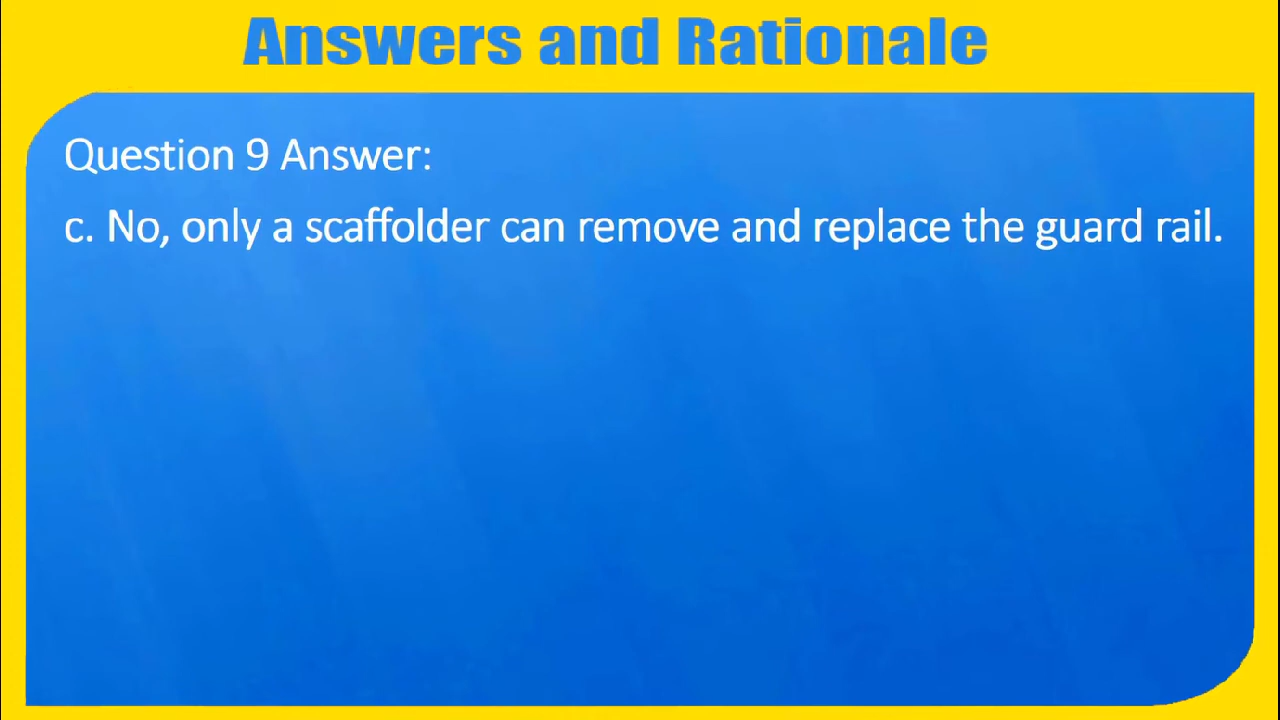 Answers and Rationale
Question 9 Answer:
c. No, only a scaffolder can remove and replace the guard rail.